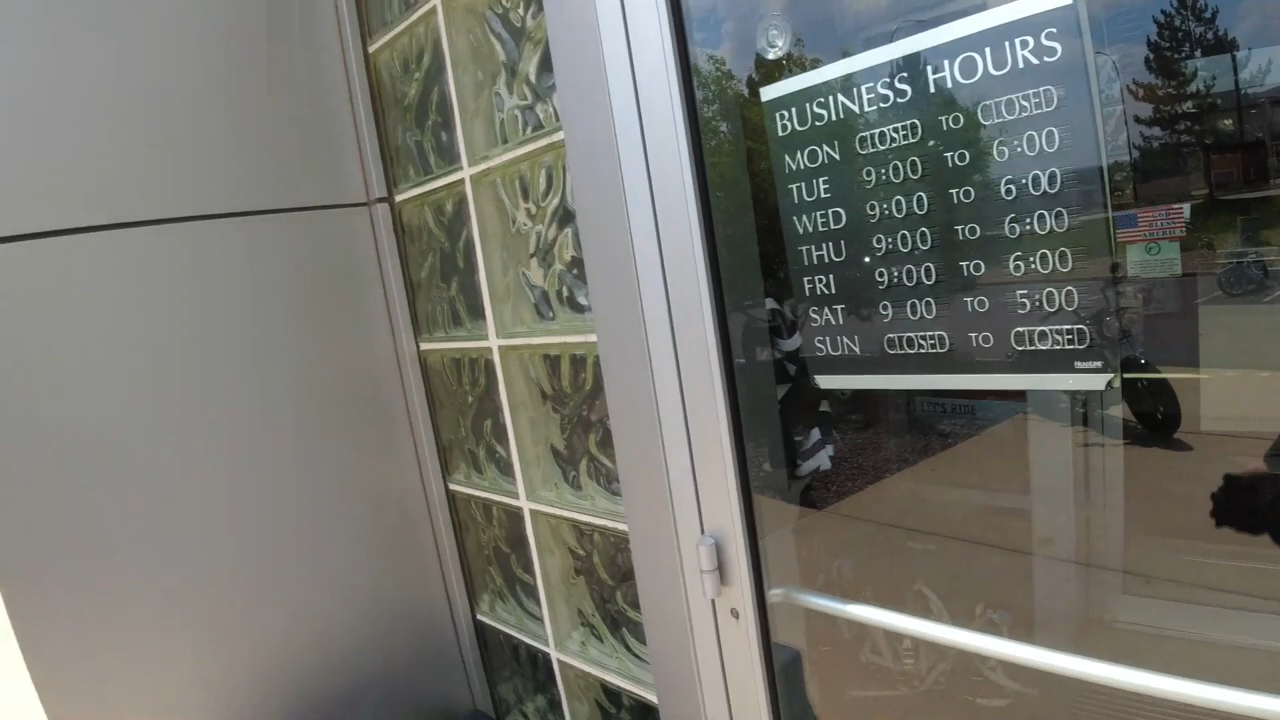 BUSINESS HOURS
MON CLOSED TO CLOSED
TUE 9:00 TO 6:00
WED 9:00 TO 6:00
THU 9:00 TO 6:00
FRI 9:00 TO 6:00
SAT 9 00 TO 5:00
SUN CLOSED TO CLOSED
GOD
BLESS
AMERICA
LET'S RIDE